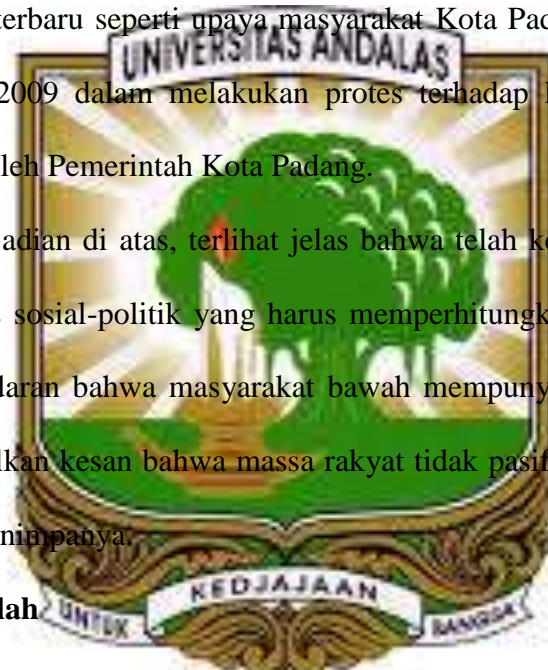 terbaru seperti upaya masyarakat Kota Pad
UNIVERSITAS ANDALAS
2009 dalam melakukan protes terhadap
leh Pemerintah Kota Padang.
adian di atas, terlihat jelas bahwa telah
sosial-politik yang harus memperhitungk
daran bahwa masyarakat bawah mempuny
lkan kesan bahwa massa rakyat tidak pasif
nimpanya.
KEDJAJAAN
lah
UNTUK BANGSA